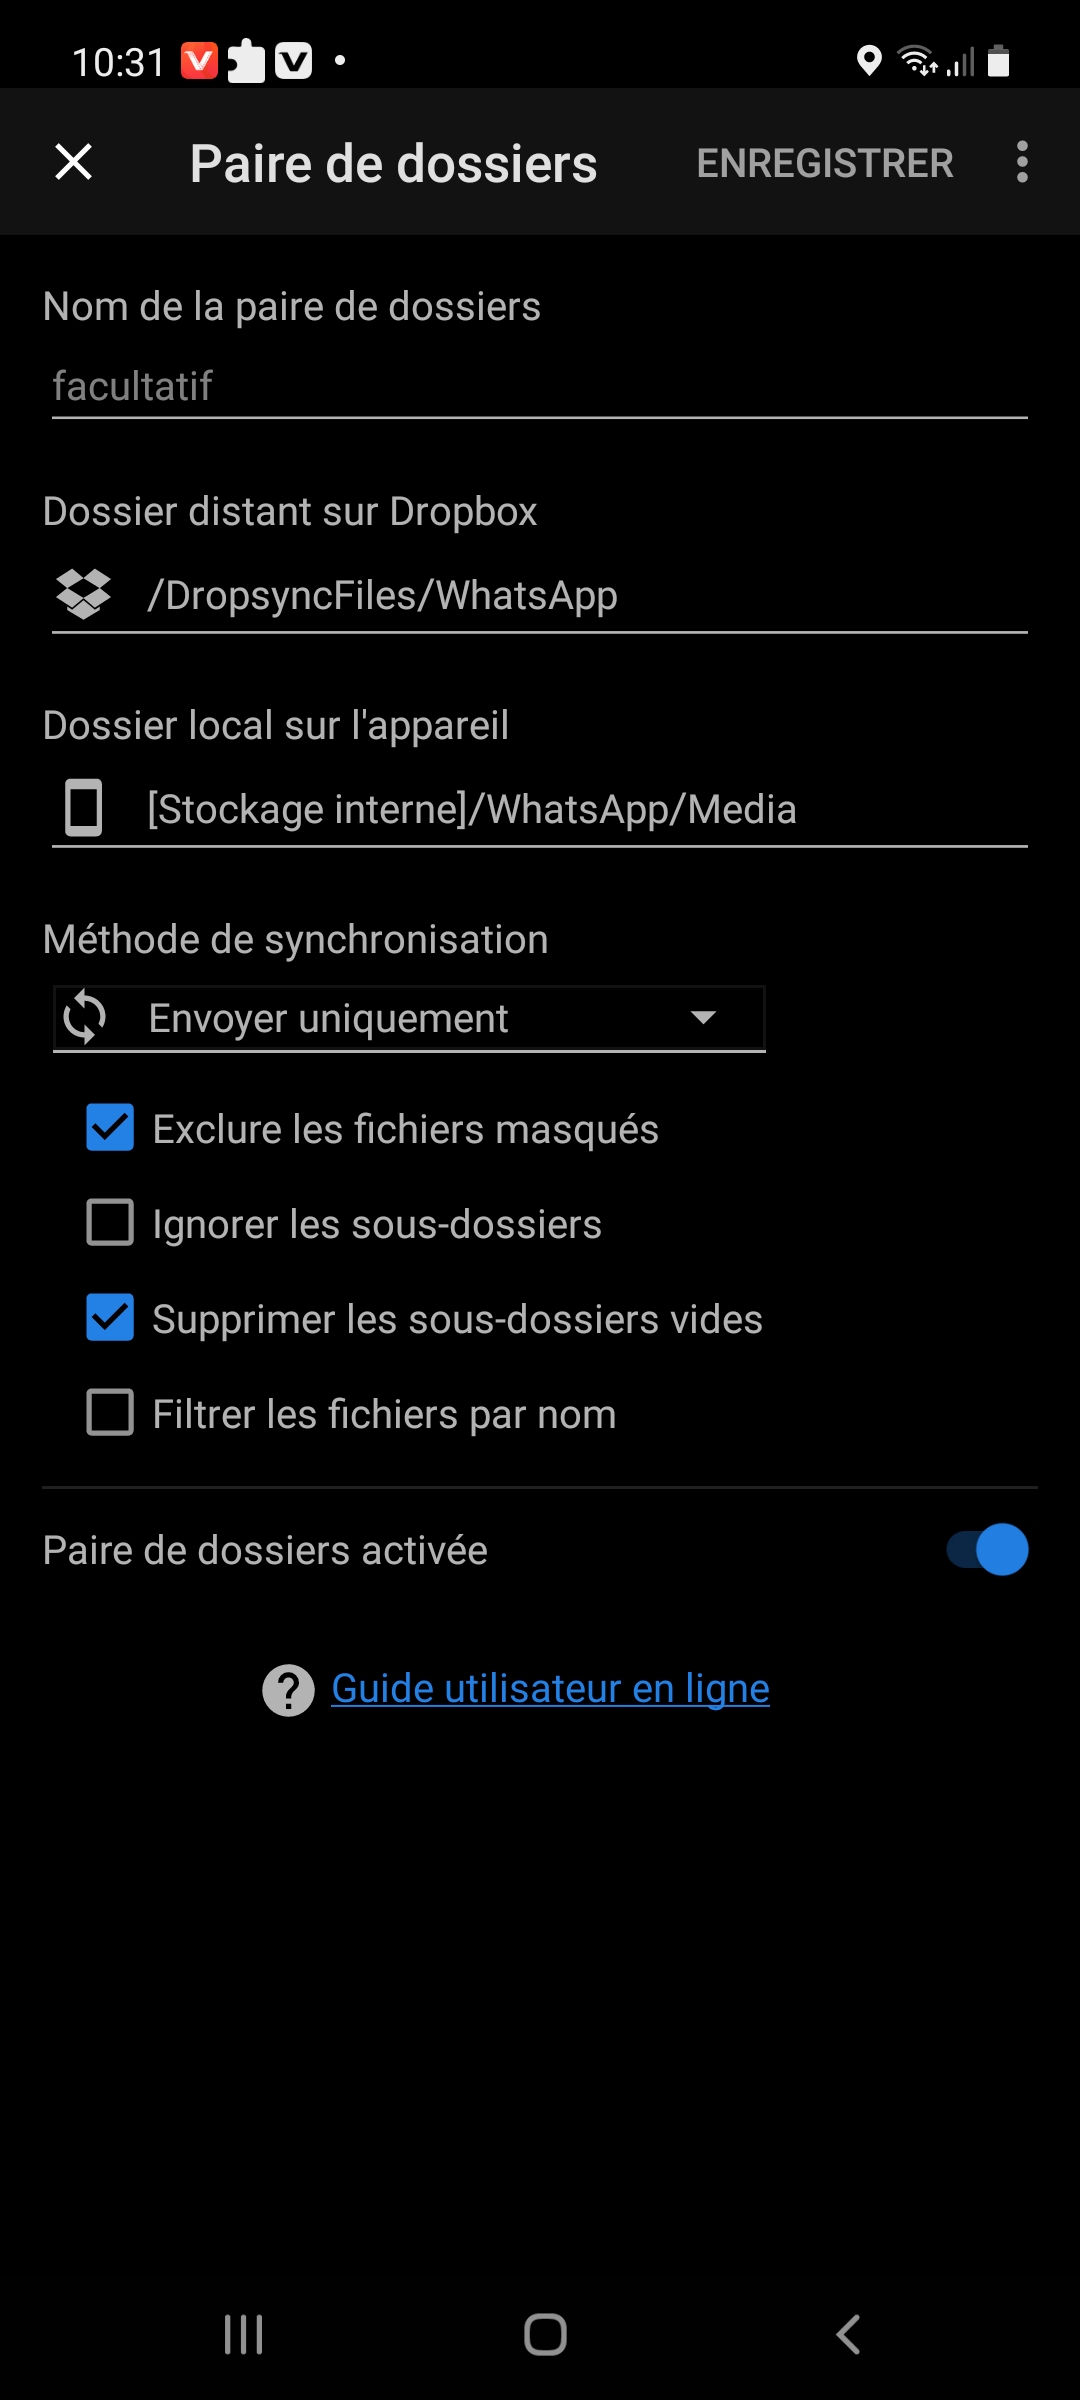 10:31
Paire de dossiers
ENREGISTRER
Nom de la paire de dossiers
facultatif
Dossier distant sur Dropbox
/DropsyncFiles/WhatsApp
Dossier local sur l'appareil
[Stockage interne]/WhatsApp/Media
Méthode de synchronisation
Envoyer uniquement
Exclure les fichiers masqués
Ignorer les sous-dossiers
Supprimer les sous-dossiers vides
Filtrer les fichiers par nom
Paire de dossiers activée
Guide utilisateur en ligne